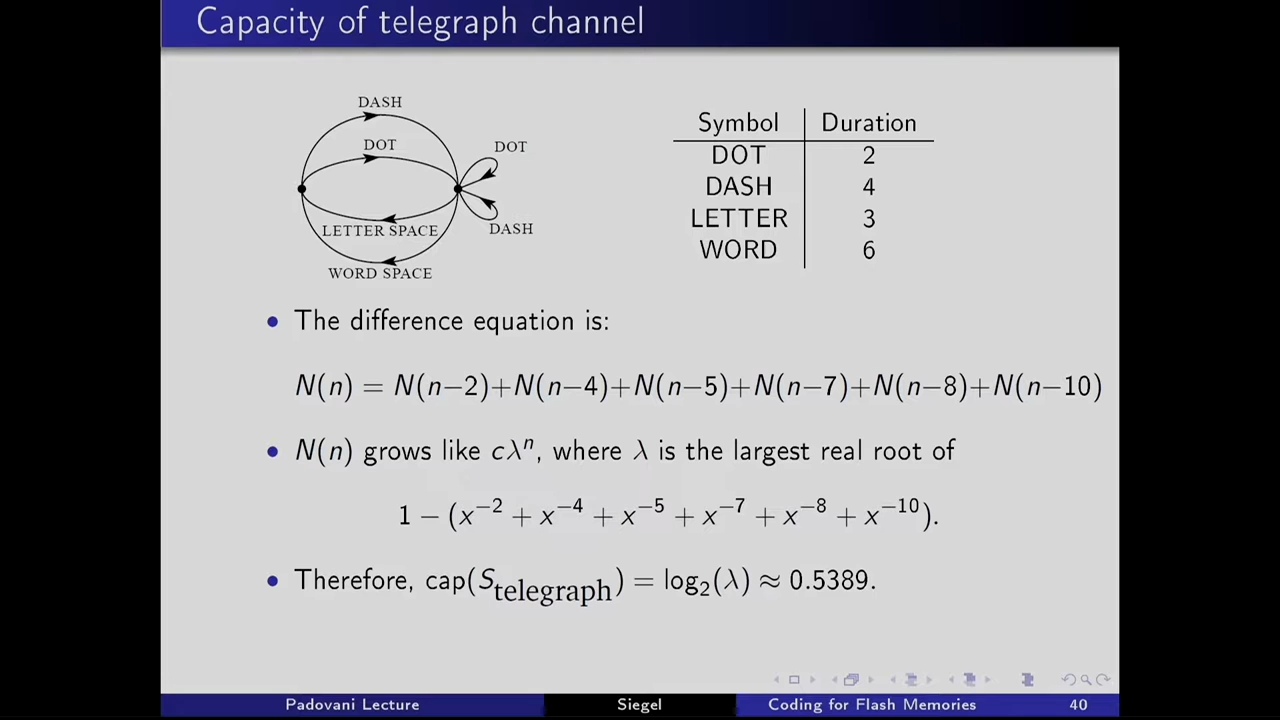 Capacity of telegraph channel
DASH
DOT
DOT
LETTER SPACE
DASH
WORD SPACE
Symbol Duration
DOT 2
DASH 4
LETTER 3
WORD 6
• The difference equation is:
N(n) = N(n−2)+N(n−4)+N(n−5)+N(n−7)+N(n−8)+N(n−10)
• N(n) grows like cλⁿ, where λ is the largest real root of
1 − (x⁻² + x⁻⁴ + x⁻⁵ + x⁻⁷ + x⁻⁸ + x⁻¹⁰).
• Therefore, cap(S_telegraph) = log₂(λ) ≈ 0.5389.
Padovani Lecture Siegel Coding for Flash Memories 40